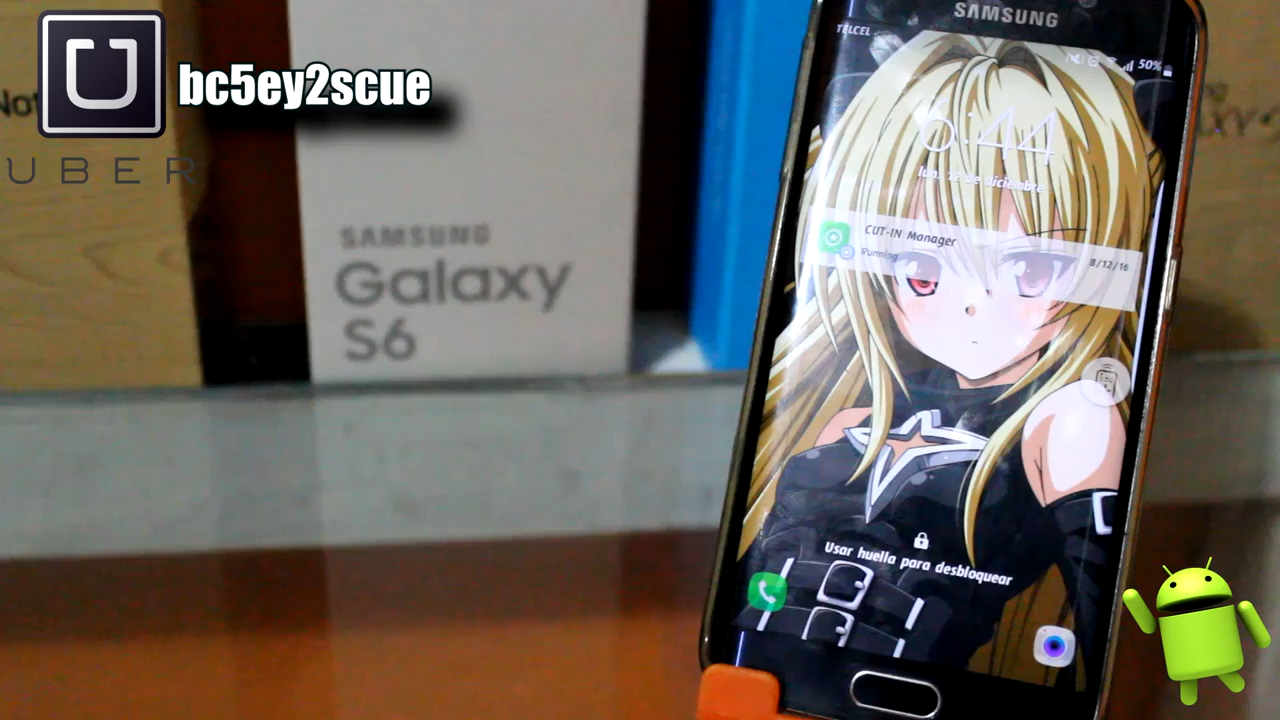 bc5ey2scue
UBER
Not
SAMSUNG
Galaxy
S6
SAMSUNG
TELCEL
50%
6:44
lun. 12 de diciembre
CUT-IN Manager
Running
8/12/16
Usar huella para desbloquear